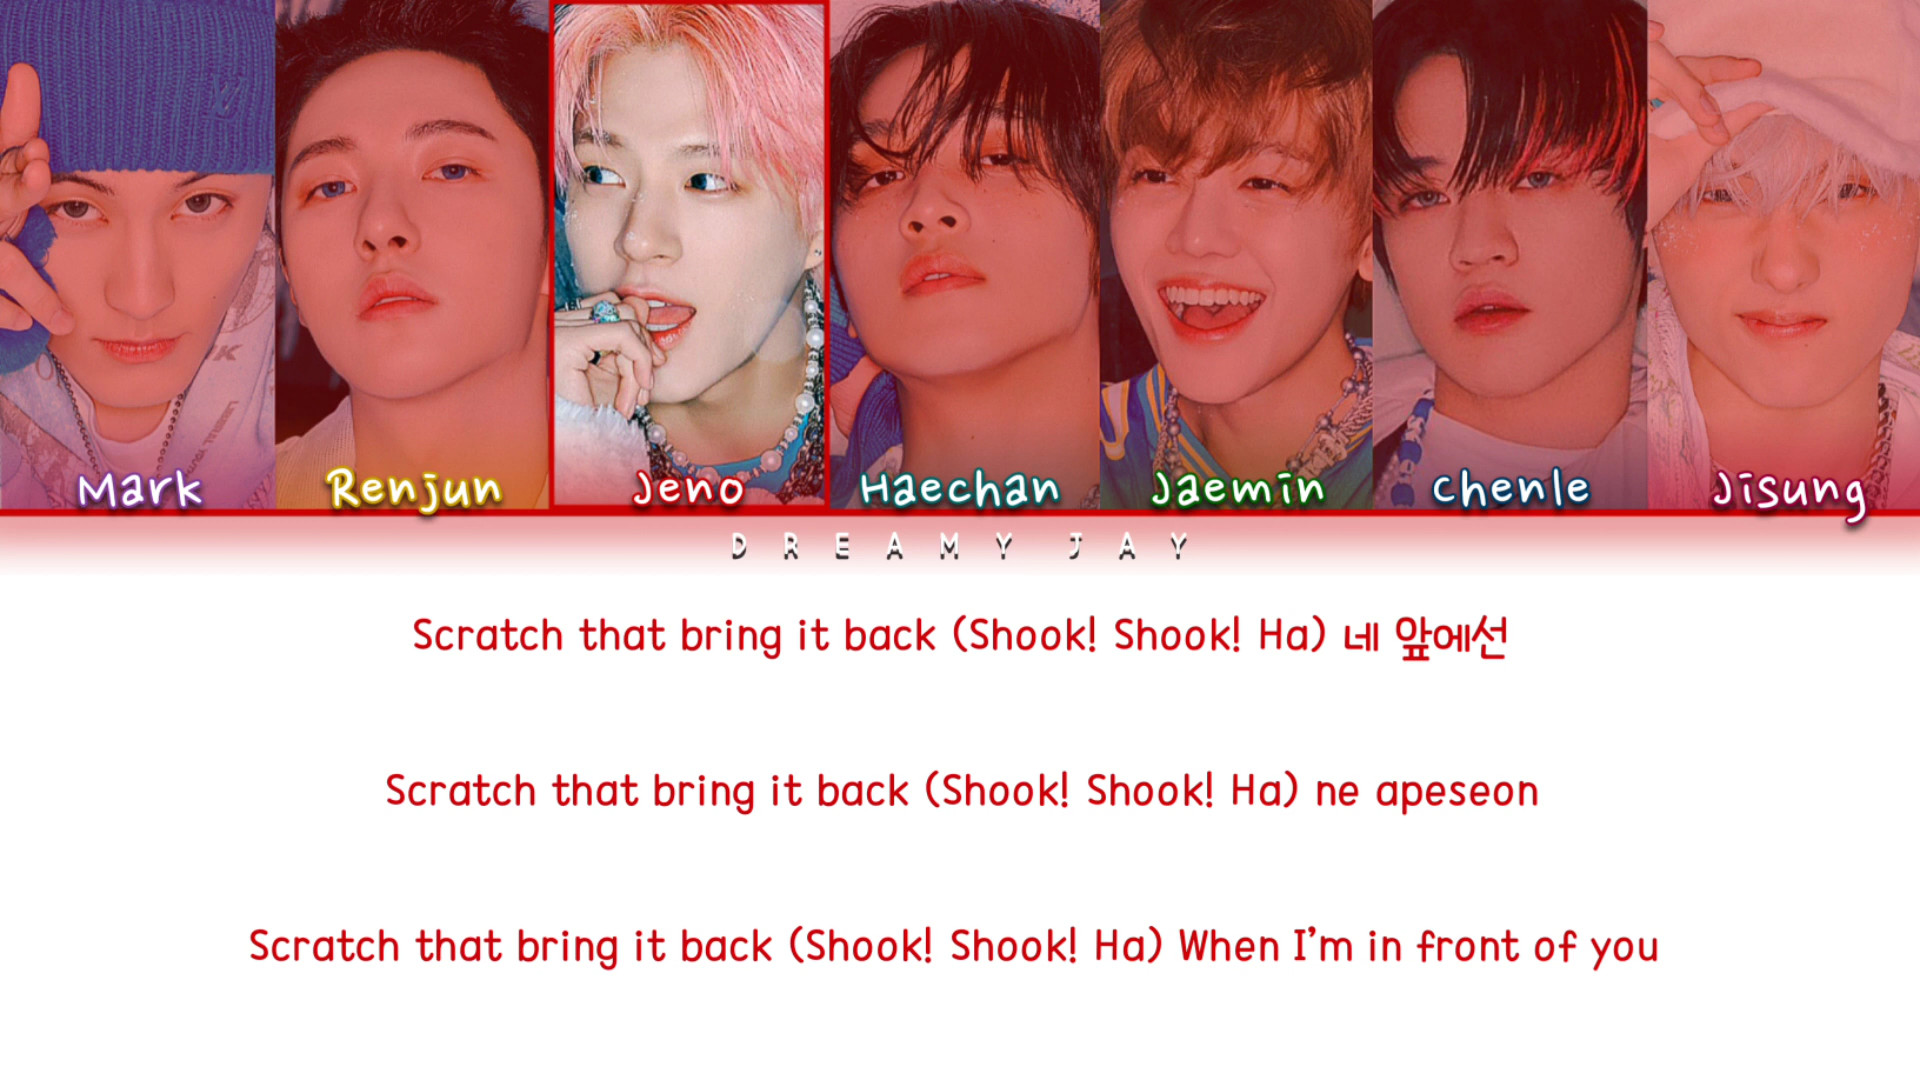 Mark Renjun Jeno Haechan Jaemin Chenle Jisung
DREAMY JAY
Scratch that bring it back (Shook! Shook! Ha) 네 앞에선
Scratch that bring it back (Shook! Shook! Ha) ne apeseon
Scratch that bring it back (Shook! Shook! Ha) When I'm in front of you